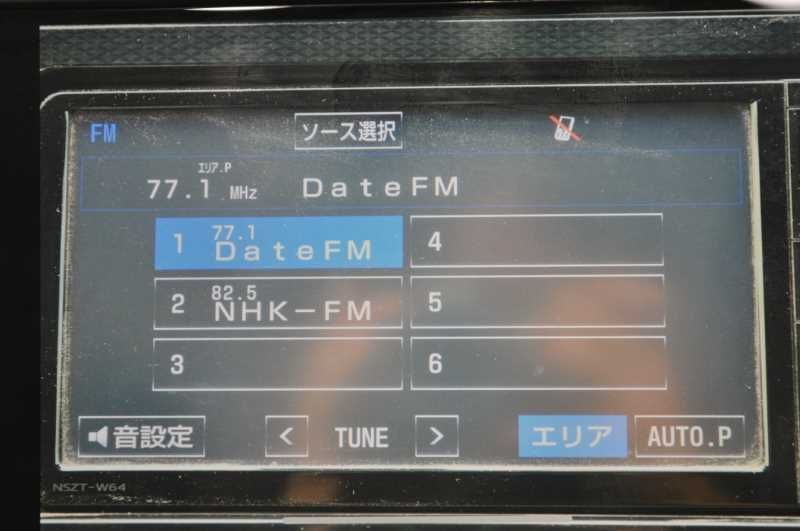 FM ソース選択
エリア.P
77.1 MHz DateFM
1 77.1 DateFM
4
2 82.5 NHK-FM
5
3
6
音設定 < TUNE > エリア AUTO.P
NSZT-W64